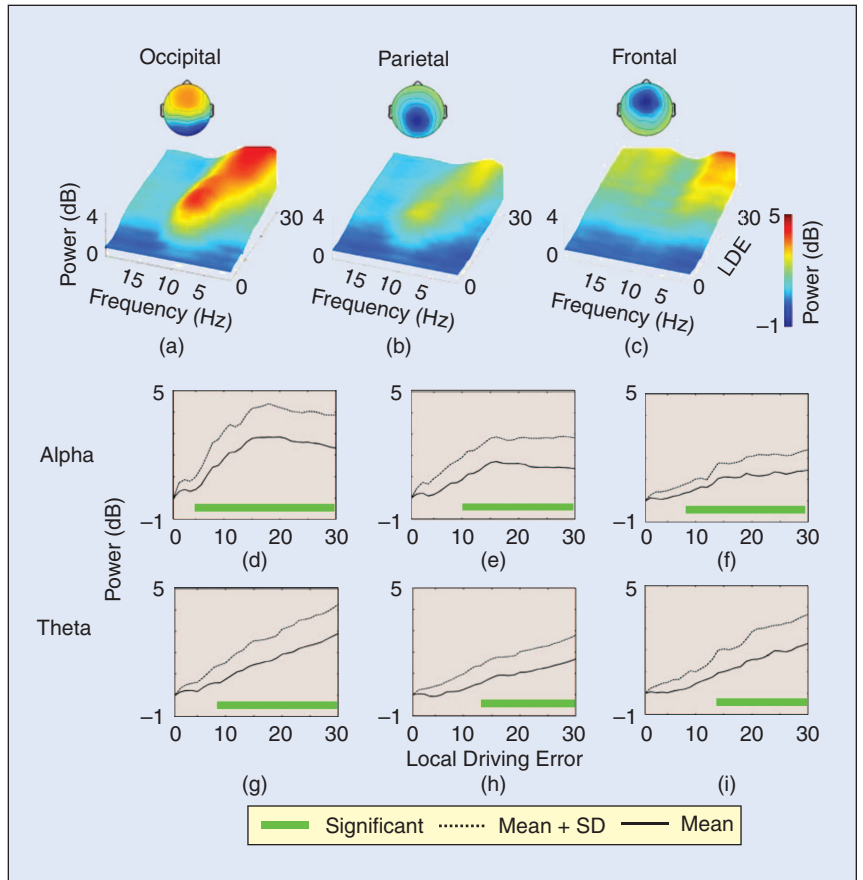 Occipital Parietal Frontal
Power (dB) 4 0 15 10 5 0 30 Frequency (Hz)
4 0 15 10 5 0 30 Frequency (Hz)
4 0 15 10 5 0 30 Frequency (Hz) LDE
5 −1 Power (dB)
(a) (b) (c)
Alpha
Power (dB)
5 −1 0 10 20 30
5 −1 0 10 20 30
5 −1 0 10 20 30
(d) (e) (f)
Theta
5 −1 0 10 20 30
5 −1 0 10 20 30
5 −1 0 10 20 30
Local Driving Error
(g) (h) (i)
Significant Mean + SD Mean